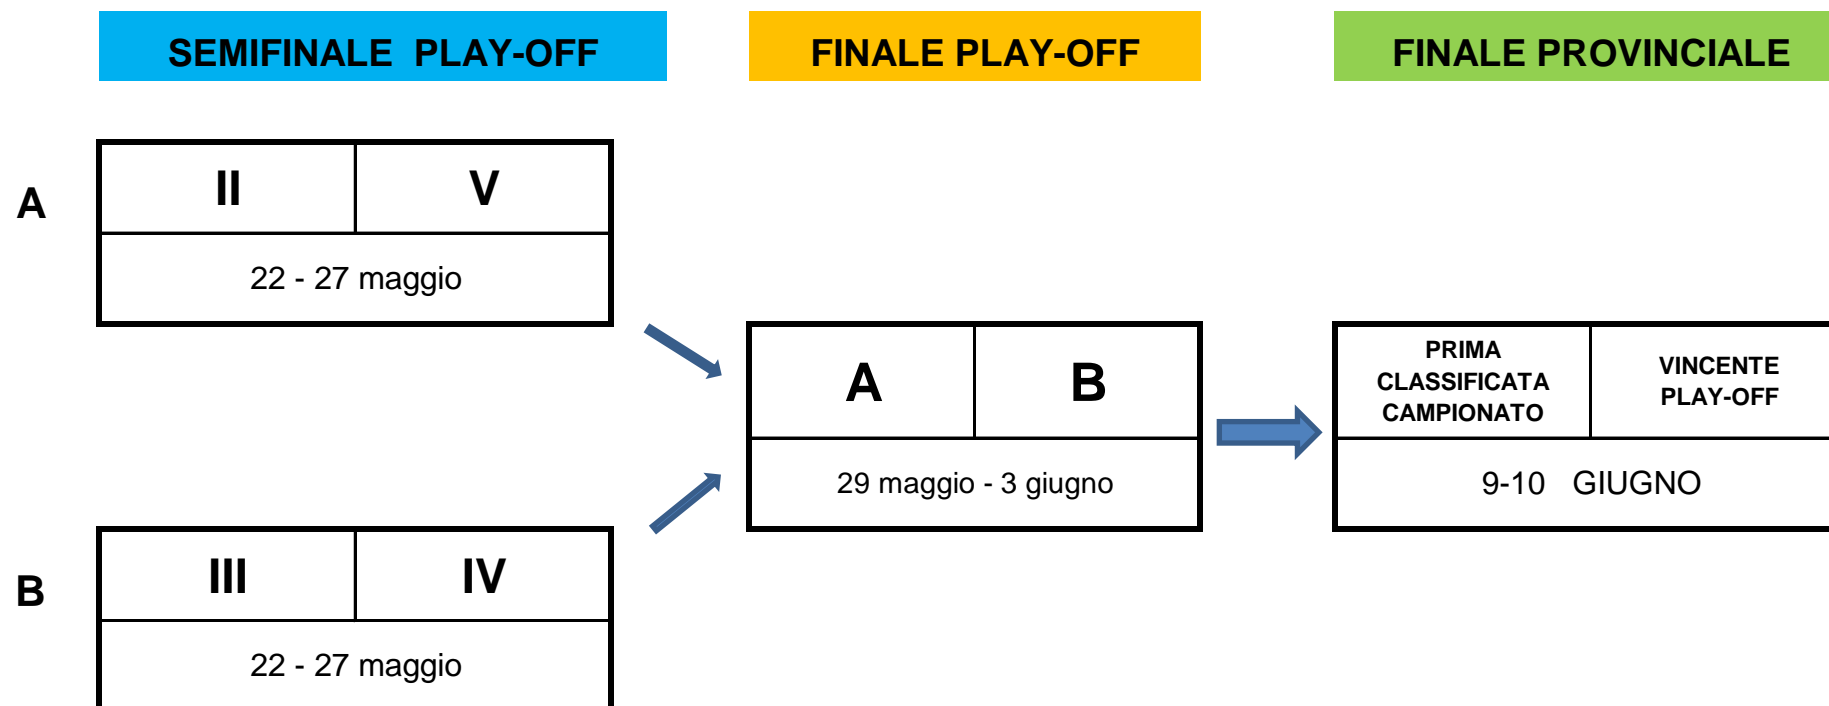 SEMIFINALE PLAY-OFF
FINALE PLAY-OFF
FINALE PROVINCIALE
A
II
V
22 - 27 maggio
A
B
29 maggio - 3 giugno
PRIMA
CLASSIFICATA
CAMPIONATO
VINCENTE
PLAY-OFF
9-10 GIUGNO
B
III
IV
22 - 27 maggio